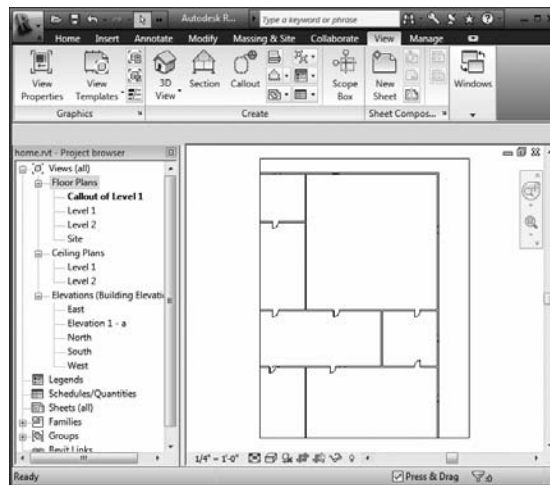 Autodesk R... Type a keyword or phrase
Home Insert Annotate Modify Massing & Site Collaborate View Manage
View Properties
View Templates
3D View
Section
Callout
Scope Box
New Sheet
Windows
Graphics Create Sheet Compos...
home.rvt - Project browser
Views (all)
Floor Plans
Callout of Level 1
Level 1
Level 2
Site
Ceiling Plans
Level 1
Level 2
Elevations (Building Elevati
East
Elevation 1 - a
North
South
West
Legends
Schedules/Quantities
Sheets (all)
Families
Groups
Revit Links
1/4" = 1'-0"
Ready Press & Drag :0